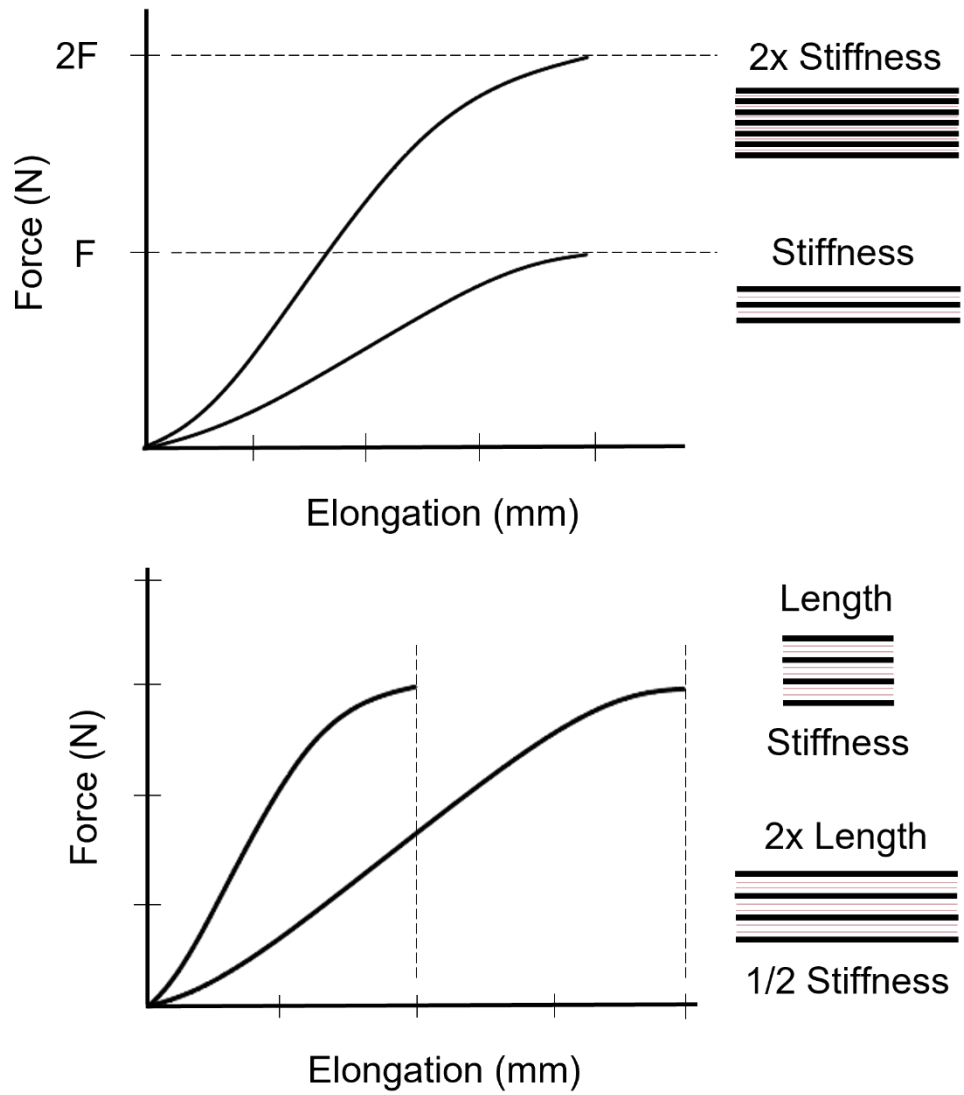 2F
2x Stiffness
Force (N)
F
Stiffness
Elongation (mm)
Length
Stiffness
Force (N)
2x Length
1/2 Stiffness
Elongation (mm)